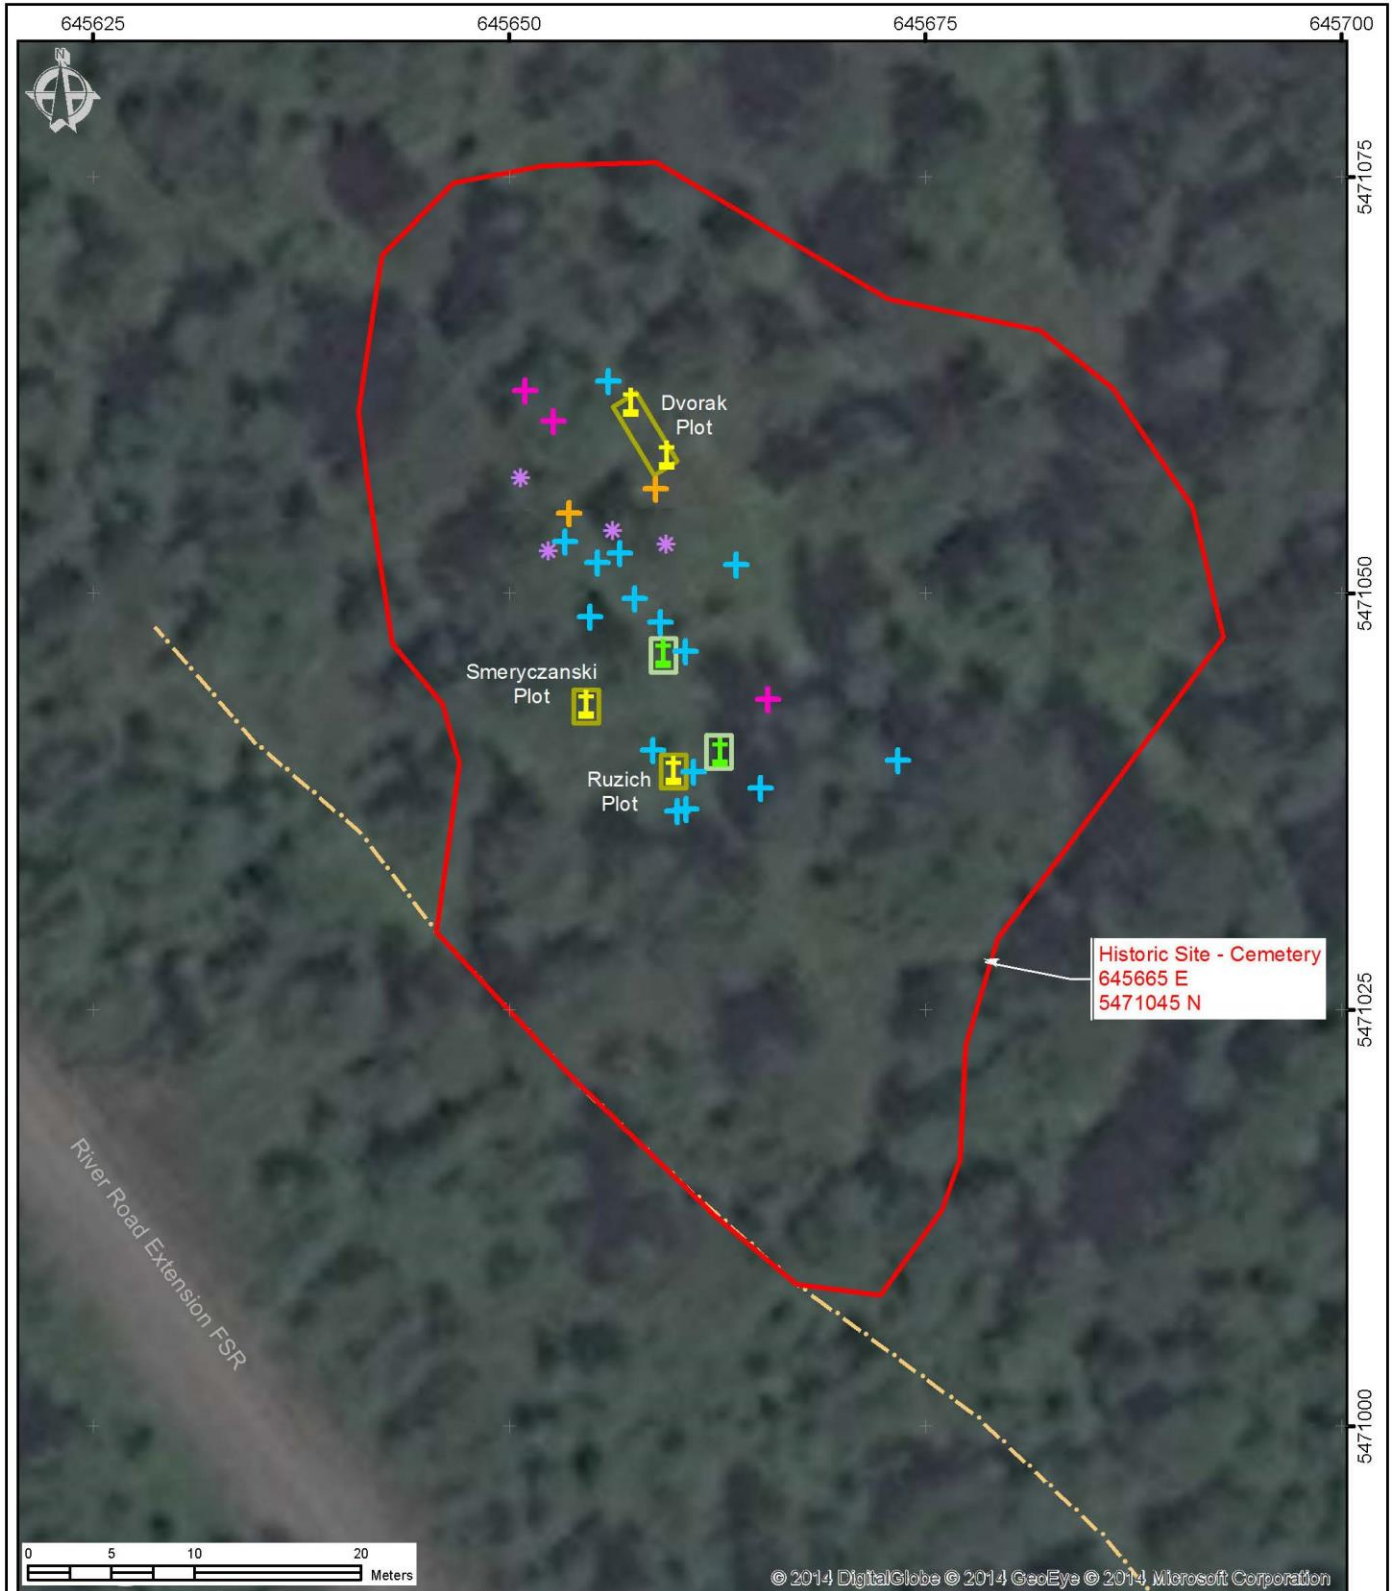 645625
645650
645675
645700
N
5471075
Dvorak
Plot
5471050
Smeryczanski
Plot
Ruzich
Plot
Historic Site - Cemetery
645665 E
5471045 N
5471025
River Road Extension FSR
5471000
0 5 10 20
Meters
© 2014 DigitalGlobe © 2014 GeoEye © 2014 Microsoft Corporation